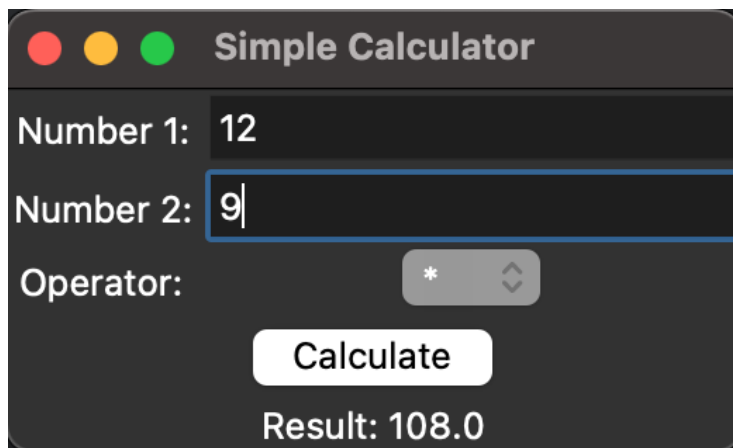 Simple Calculator
Number 1: 12
Number 2: 9
Operator: *
Calculate
Result: 108.0